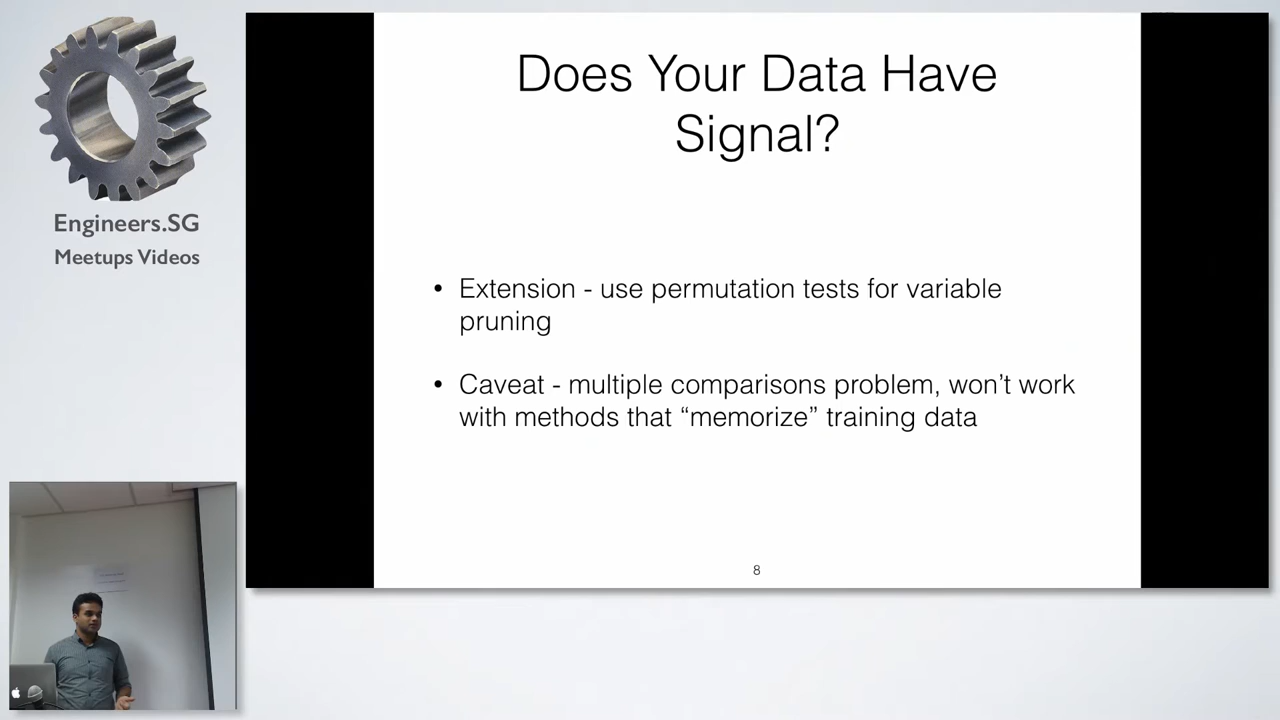 Engineers.SG
Meetups Videos
Does Your Data Have
Signal?
• Extension - use permutation tests for variable
pruning
• Caveat - multiple comparisons problem, won’t work
with methods that “memorize” training data
8